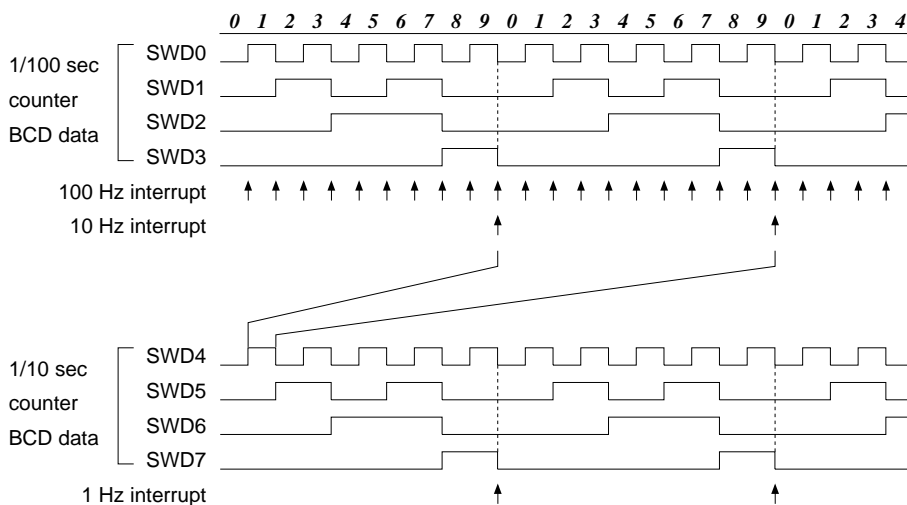 0 1 2 3 4 5 6 7 8 9 0 1 2 3 4 5 6 7 8 9 0 1 2 3 4
1/100 sec
counter
BCD data
SWD0
SWD1
SWD2
SWD3
100 Hz interrupt
10 Hz interrupt
1/10 sec
counter
BCD data
SWD4
SWD5
SWD6
SWD7
1 Hz interrupt